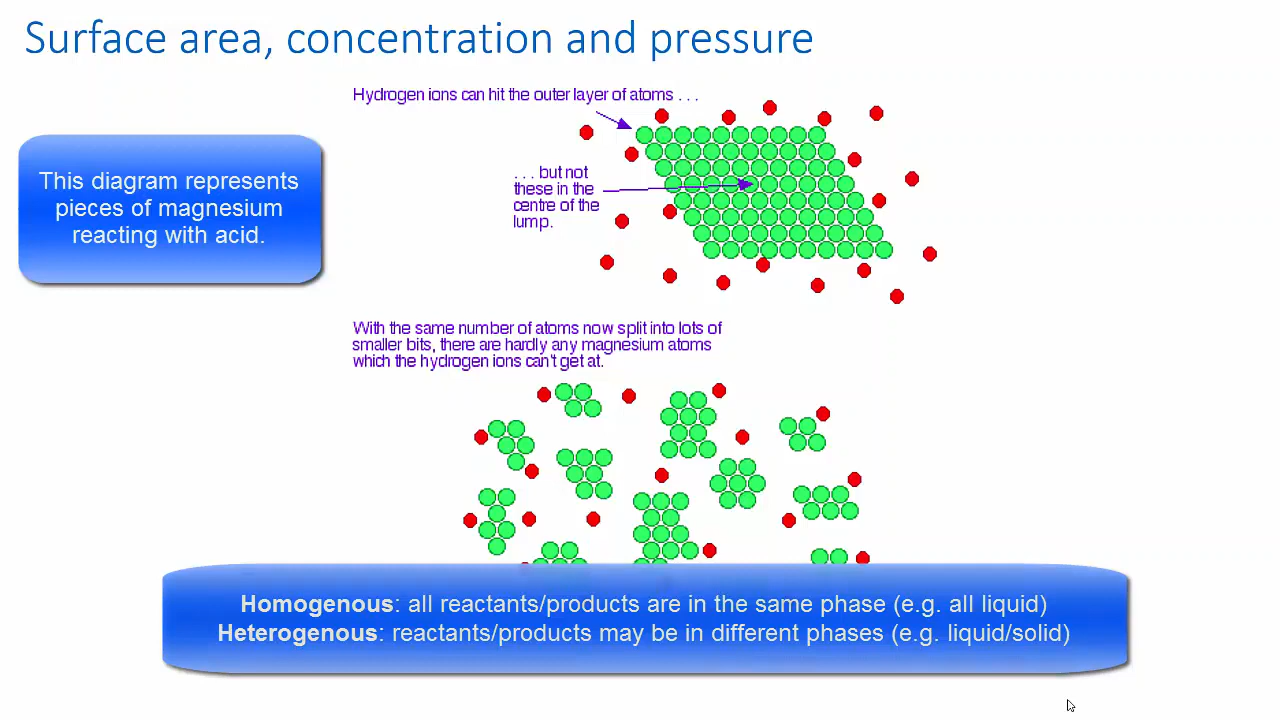 Surface area, concentration and pressure
Hydrogen ions can hit the outer layer of atoms . . .
This diagram represents
pieces of magnesium
reacting with acid.
. . . but not
these in the
centre of the
lump.
With the same number of atoms now split into lots of
smaller bits, there are hardly any magnesium atoms
which the hydrogen ions can't get at.
Homogenous: all reactants/products are in the same phase (e.g. all liquid)
Heterogenous: reactants/products may be in different phases (e.g. liquid/solid)